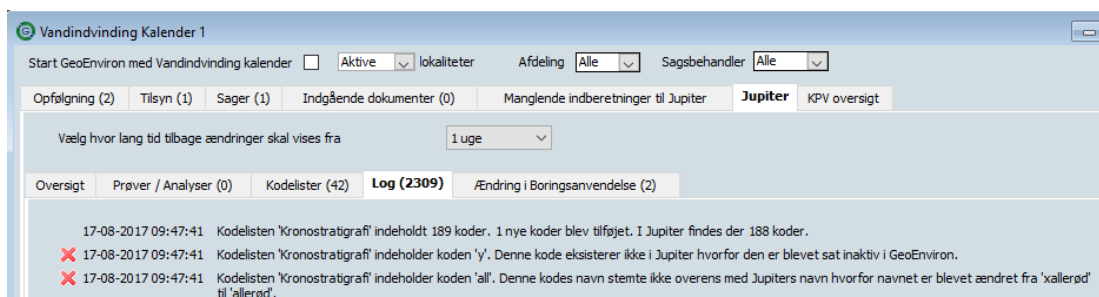 Vandindvinding Kalender 1
Start GeoEnviron med Vandindvinding kalender Aktive lokaliteter Afdeling Alle Sagsbehandler Alle
Opfølgning (2) Tilsyn (1) Sager (1) Indgående dokumenter (0) Manglende indberetninger til Jupiter Jupiter KPV oversigt
Vælg hvor lang tid tilbage ændringer skal vises fra 1 uge
Oversigt Prøver / Analyser (0) Kodelister (42) Log (2309) Ændring i Boringsanvendelse (2)
17-08-2017 09:47:41 Kodelisten 'Kronostratigrafi' indeholdt 189 koder. 1 nye koder blev tilføjet. I Jupiter findes der 188 koder.
17-08-2017 09:47:41 Kodelisten 'Kronostratigrafi' indeholder koden 'y'. Denne kode eksisterer ikke i Jupiter hvorfor den er blevet sat inaktiv i GeoEnviron.
17-08-2017 09:47:41 Kodelisten 'Kronostratigrafi' indeholder koden 'all'. Denne kodes navn stemte ikke overens med Jupiters navn hvorfor navnet er blevet ændret fra 'xallerød'
til 'allerød'.